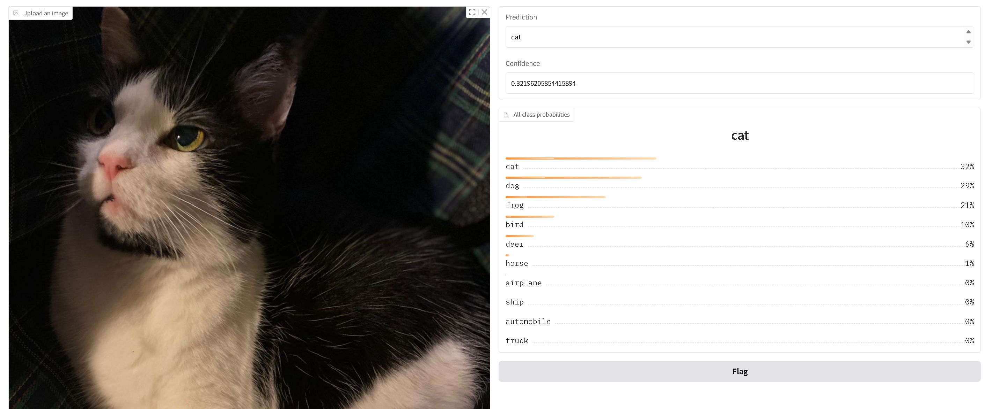 Upload an image
Prediction
cat
Confidence
0.32196205854415894
All class probabilities
cat
cat 32%
dog 29%
frog 21%
bird 10%
deer 6%
horse 1%
airplane 0%
ship 0%
automobile 0%
truck 0%
Flag